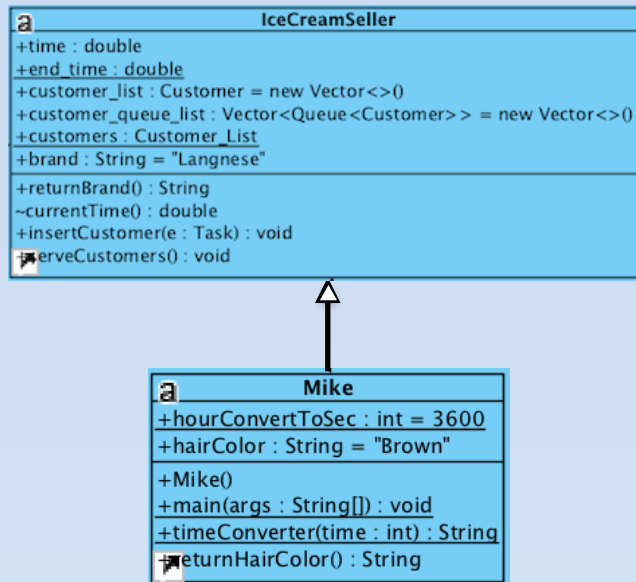 a
IceCreamSeller
+time : double
+end_time : double
+customer_list : Customer = new Vector<>()
+customer_queue_list : Vector<Queue<Customer>> = new Vector<>()
+customers : Customer_List
+brand : String = "Langnese"
+returnBrand() : String
~currentTime() : double
+insertCustomer(e : Task) : void
erveCustomers() : void
a
Mike
+hourConvertToSec : int = 3600
+hairColor : String = "Brown"
+Mike()
+main(args : String[]) : void
+timeConverter(time : int) : String
eturnHairColor() : String